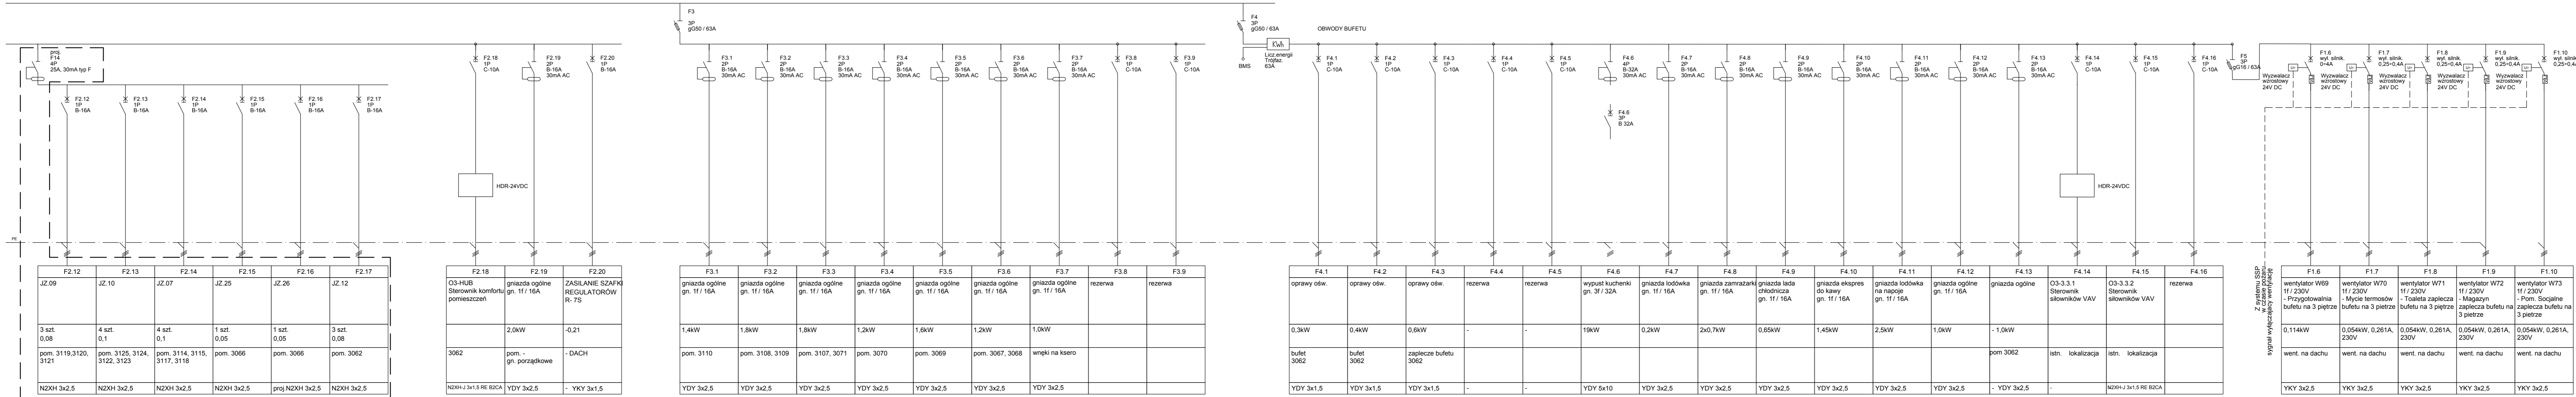 F3
3P
gG50 / 63A
F4
3P
gG50 / 63A
OBWODY BUFETU
KWh
Licz.energii
Trójfaz.
63A
BMS
proj.
F14
4P
25A, 30mA typ F
F2.12
1P
B-16A
F2.13
1P
B-16A
F2.14
1P
B-16A
F2.15
1P
B-16A
F2.16
1P
B-16A
F2.17
1P
B-16A
F2.18
1P
C-10A
HDR-24VDC
F2.19
2P
B-16A
30mA AC
F2.20
1P
B-16A
F3.1
2P
B-16A
30mA AC
F3.2
2P
B-16A
30mA AC
F3.3
2P
B-16A
30mA AC
F3.4
2P
B-16A
30mA AC
F3.5
2P
B-16A
30mA AC
F3.6
2P
B-16A
30mA AC
F3.7
2P
B-16A
30mA AC
F3.8
1P
C-10A
F3.9
1P
C-10A
F4.1
1P
C-10A
F4.2
1P
C-10A
F4.3
1P
C-10A
F4.4
1P
C-10A
F4.5
1P
C-10A
F4.6
4P
B-32A
30mA AC
F4.6
3P
B 32A
F4.7
2P
B-16A
30mA AC
F4.8
2P
B-16A
30mA AC
F4.9
2P
B-16A
30mA AC
F4.10
2P
B-16A
30mA AC
F4.11
2P
B-16A
30mA AC
F4.12
2P
B-16A
30mA AC
F4.13
2P
B-16A
30mA AC
F4.14
1P
C-10A
HDR-24VDC
F4.15
1P
C-10A
F4.16
1P
C-10A
F5
3P
gG16 / 63A
F1.6
wył. silnik.
0÷4A
Wyzwalacz
wzrostowy
24V DC
F1.7
wył. silnik.
0,25÷0,4A
Wyzwalacz
wzrostowy
24V DC
F1.8
wył. silnik.
0,25÷0,4A
Wyzwalacz
wzrostowy
24V DC
F1.9
wył. silnik.
0,25÷0,4A
Wyzwalacz
wzrostowy
24V DC
F1.10
wył. silnik.
0,25÷0,4A
Wyzwalacz
wzrostowy
24V DC
PE
F2.12 F2.13 F2.14 F2.15 F2.16 F2.17
JZ.09 JZ.10 JZ.07 JZ.25 JZ.26 JZ.12
3 szt. 4 szt. 4 szt. 1 szt. 1 szt. 3 szt.
0,08 0,1 0,1 0,05 0,05 0,08
pom. 3119,3120, pom. 3125, 3124, pom. 3114, 3115, pom. 3066 pom. 3066 pom. 3062
3121 3122, 3123 3117, 3118
N2XH 3x2,5 N2XH 3x2,5 N2XH 3x2,5 N2XH 3x2,5 proj.N2XH 3x2,5 N2XH 3x2,5
F2.18 F2.19 F2.20
O3-HUB gniazda ogólne ZASILANIE SZAFKI
Sterownik komfortu gn. 1f / 16A REGULATORÓW
pomieszczeń R- 7S
2,0kW -0,21
3062 pom. - - DACH
gn. porządkowe
N2XH-J 3x1,5 RE B2CA YDY 3x2,5 - YKY 3x1,5
F3.1 F3.2 F3.3 F3.4 F3.5 F3.6 F3.7 F3.8 F3.9
gniazda ogólne gniazda ogólne gniazda ogólne gniazda ogólne gniazda ogólne gniazda ogólne gniazda ogólne rezerwa rezerwa
gn. 1f / 16A gn. 1f / 16A gn. 1f / 16A gn. 1f / 16A gn. 1f / 16A gn. 1f / 16A gn. 1f / 16A
1,4kW 1,8kW 1,8kW 1,2kW 1,6kW 1,2kW 1,0kW
pom. 3110 pom. 3108, 3109 pom. 3107, 3071 pom. 3070 pom. 3069 pom. 3067, 3068 wnęki na ksero
YDY 3x2,5 YDY 3x2,5 YDY 3x2,5 YDY 3x2,5 YDY 3x2,5 YDY 3x2,5 YDY 3x2,5
F4.1 F4.2 F4.3 F4.4 F4.5 F4.6 F4.7 F4.8 F4.9 F4.10 F4.11 F4.12 F4.13 F4.14 F4.15 F4.16
oprawy ośw. oprawy ośw. oprawy ośw. rezerwa rezerwa wypust kuchenki gniazda lodówka gniazda zamrażarki gniazda lada gniazda ekspres gniazda lodówka gniazda ogólne gniazda ogólne O3-3.3.1 O3-3.3.2 rezerwa
gn. 3f / 32A gn. 1f / 16A gn. 1f / 16A chłodnicza do kawy na napoje gn. 1f / 16A Sterownik Sterownik
gn. 1f / 16A gn. 1f / 16A gn. 1f / 16A siłowników VAV siłowników VAV
0,3kW 0,4kW 0,6kW - - 19kW 0,2kW 2x0,7kW 0,65kW 1,45kW 2,5kW 1,0kW - 1,0kW
bufet bufet zaplecze bufetu pom 3062 istn. lokalizacja istn. lokalizacja
3062 3062 3062
YDY 3x1,5 YDY 3x1,5 YDY 3x1,5 - - YDY 5x10 YDY 3x2,5 YDY 3x2,5 YDY 3x2,5 YDY 3x2,5 YDY 3x2,5 YDY 3x2,5 - YDY 3x2,5 - N2XH-J 3x1,5 RE B2CA
Z systemu SSP
w czasie pożaru
sygnał wyłączający wentylację
F1.6 F1.7 F1.8 F1.9 F1.10
wentylator W69 wentylator W70 wentylator W71 wentylator W72 wentylator W73
1f / 230V 1f / 230V 1f / 230V 1f / 230V 1f / 230V
- Przygotowalnia - Mycie termosów - Toaleta zaplecza - Magazyn - Pom. Socjalne
bufetu na 3 piętrze bufetu na 3 piętrze bufetu na 3 piętrze zaplecza bufetu na zaplecza bufetu na
3 pietrze 3 pietrze
0,114kW 0,054kW, 0,261A, 0,054kW, 0,261A, 0,054kW, 0,261A, 0,054kW, 0,261A,
230V 230V 230V 230V
went. na dachu went. na dachu went. na dachu went. na dachu went. na dachu
YKY 3x2,5 YKY 3x2,5 YKY 3x2,5 YKY 3x2,5 YKY 3x2,5